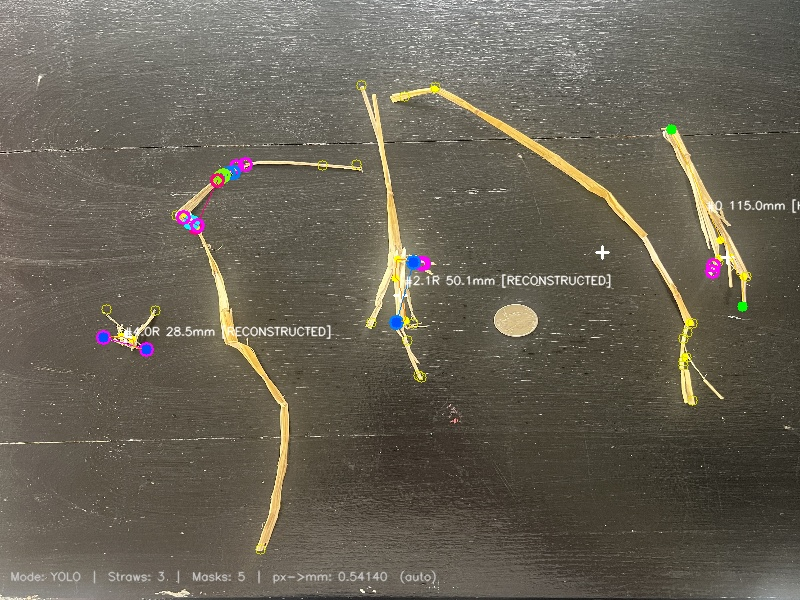 #0 115.0mm [
#2.1R 50.1mm [RECONSTRUCTED]
.0R 28.5mm [RECONSTRUCTED]
Mode: YOLO | Straws: 3 | Masks: 5 | px->mm: 0.54140 (auto)